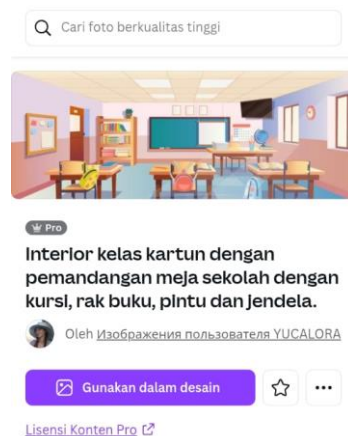 Cari foto berkualitas tinggi
Pro
Interior kelas kartun dengan
pemandangan meja sekolah dengan
kursi, rak buku, pintu dan jendela.
Oleh Изображения пользователя YUCALORA
Gunakan dalam desain
Lisensi Konten Pro